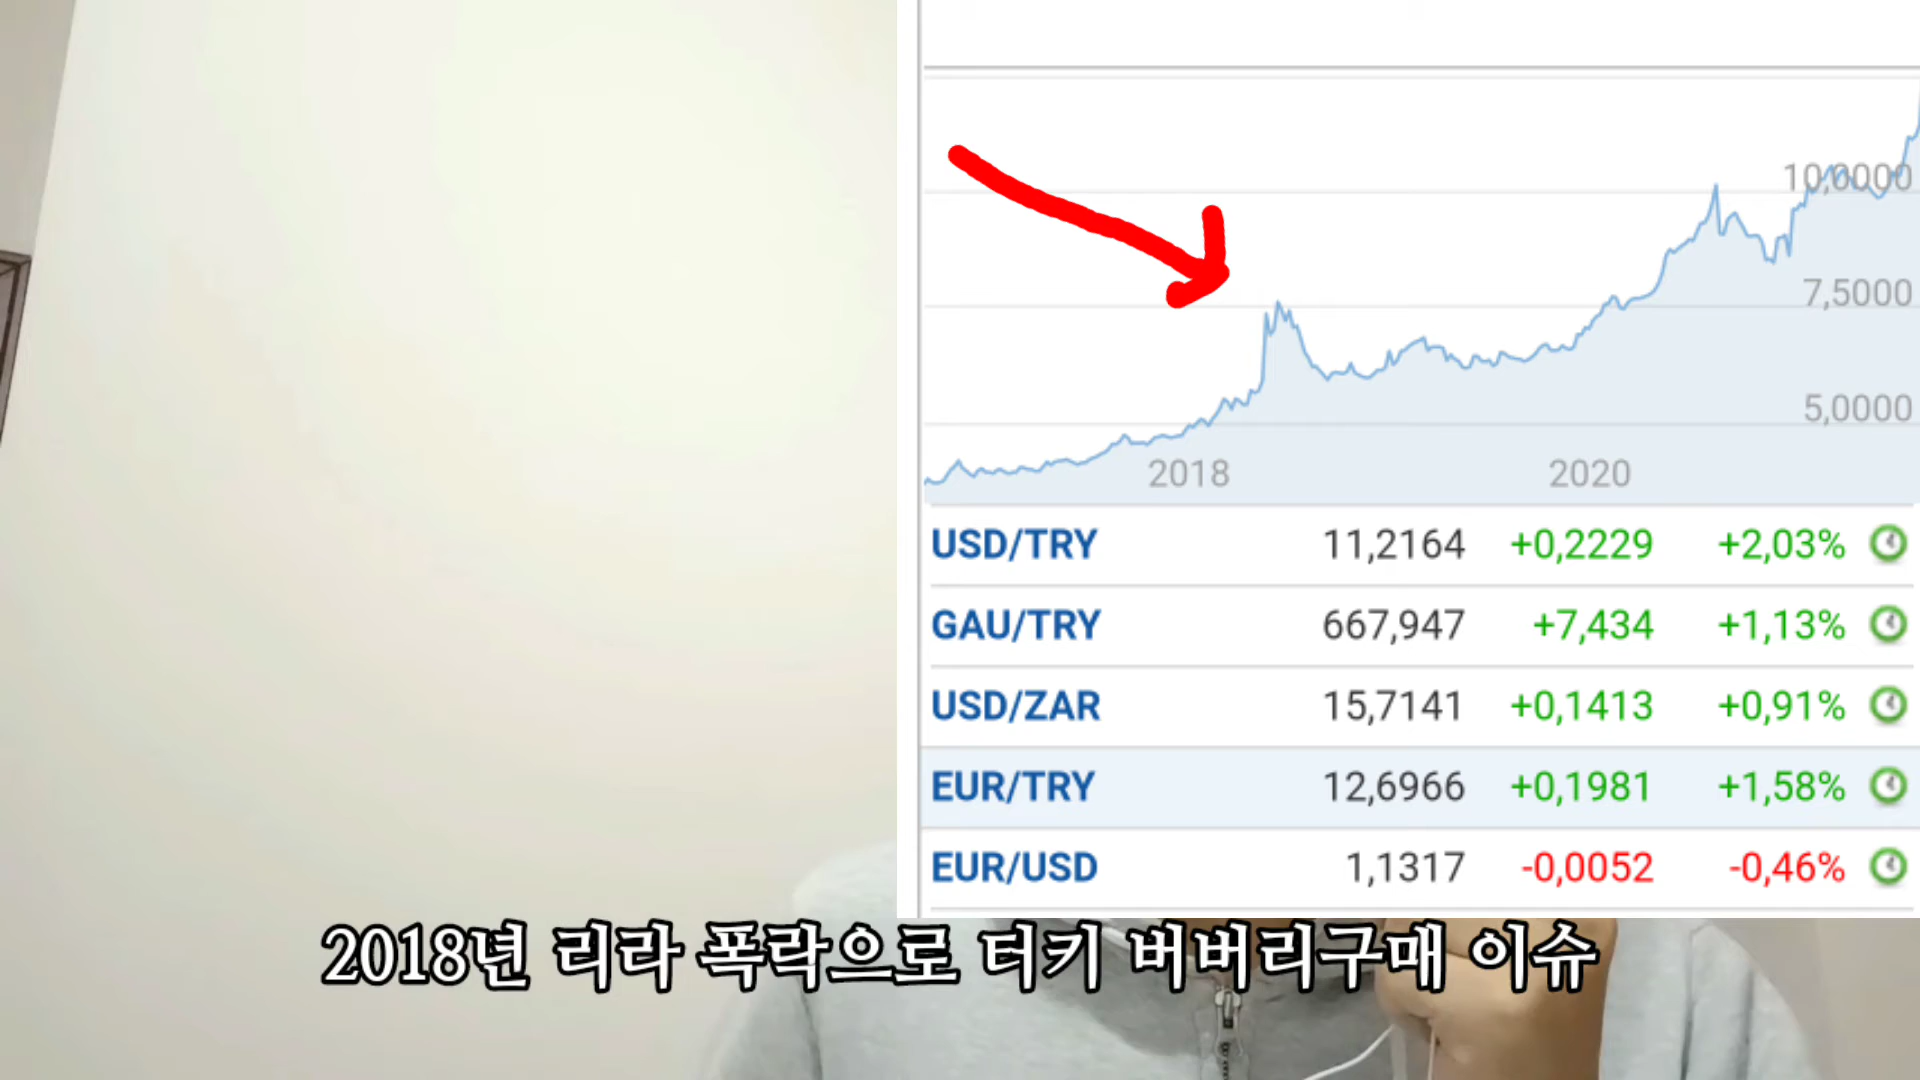 10,0000
7,5000
5,0000
2018 2020
USD/TRY 11,2164 +0,2229 +2,03%
GAU/TRY 667,947 +7,434 +1,13%
USD/ZAR 15,7141 +0,1413 +0,91%
EUR/TRY 12,6966 +0,1981 +1,58%
EUR/USD 1,1317 -0,0052 -0,46%
2018년 리라 폭락으로 터키 버버리구매 이슈